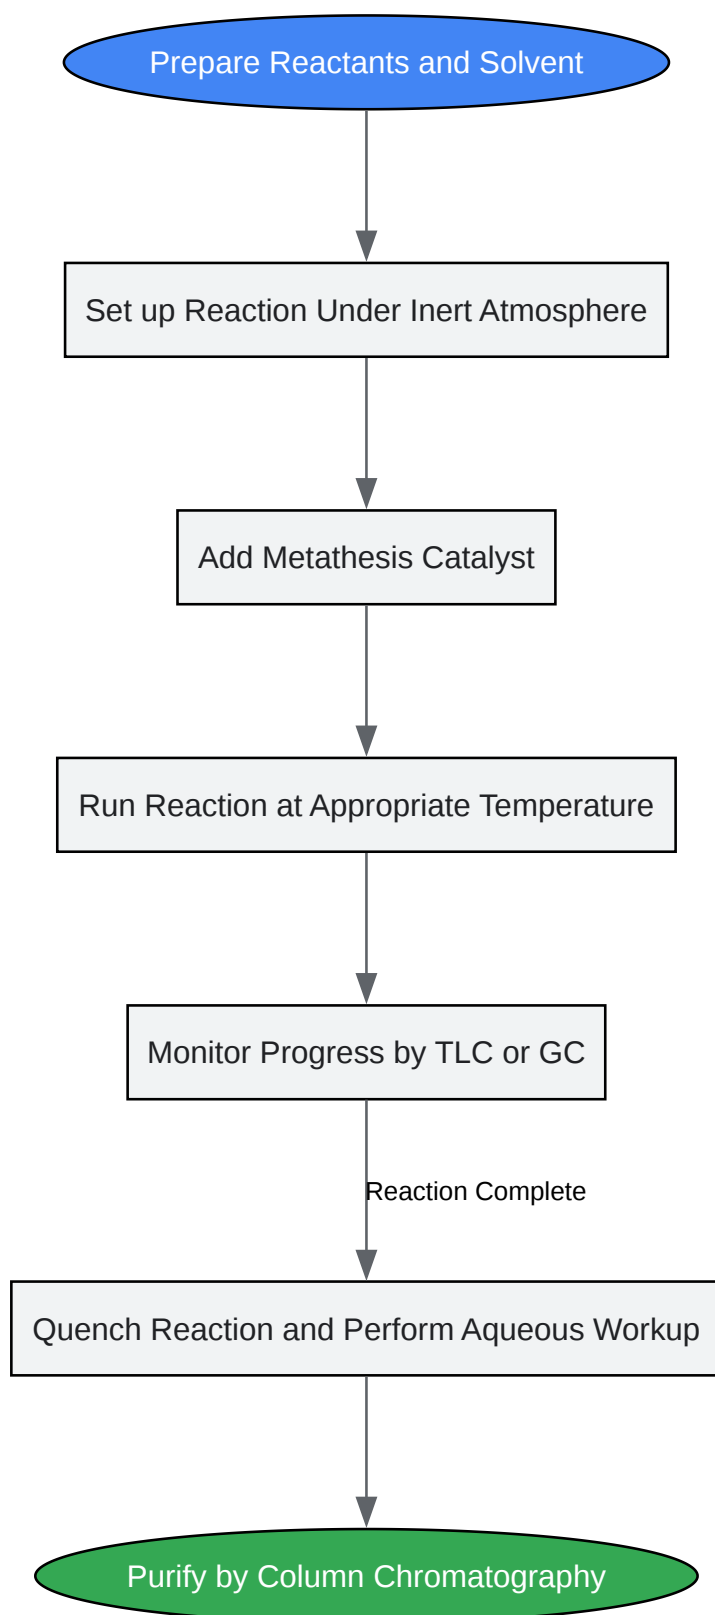 Prepare Reactants and Solvent
Set up Reaction Under Inert Atmosphere
Add Metathesis Catalyst
Run Reaction at Appropriate Temperature
Monitor Progress by TLC or GC
Reaction Complete
Quench Reaction and Perform Aqueous Workup
Purify by Column Chromatography